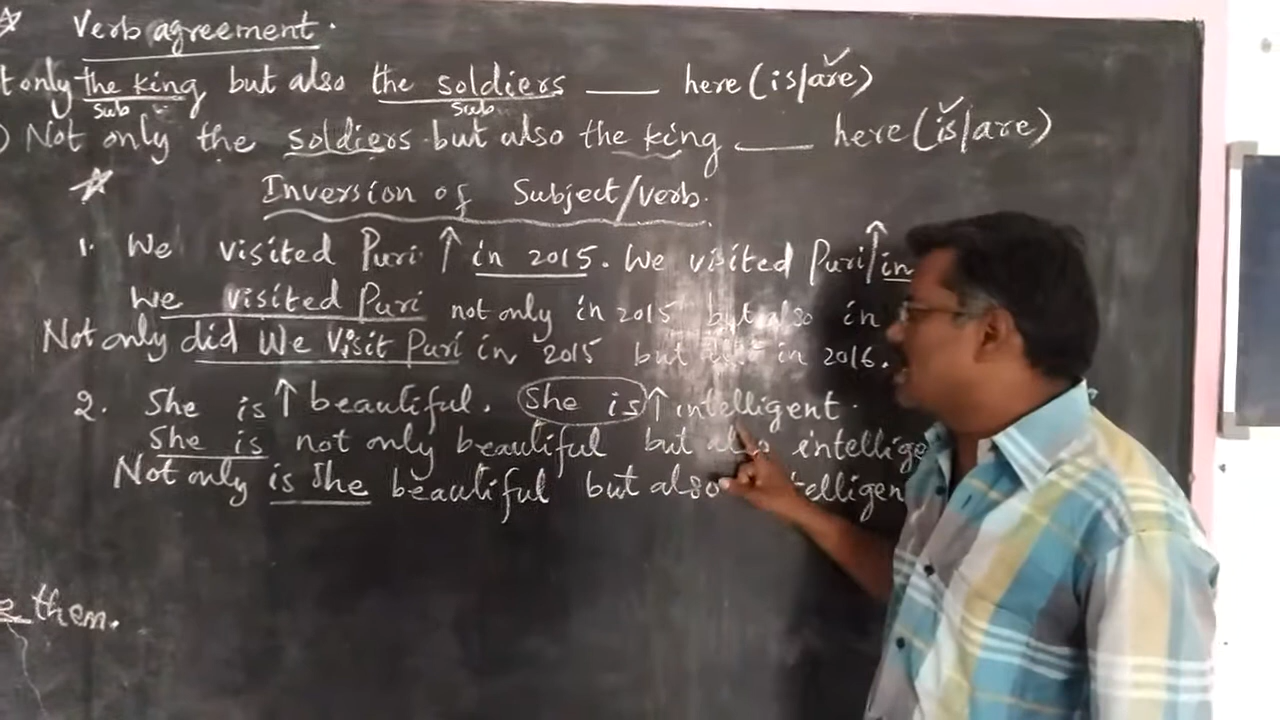 Verb agreement.
t only the king but also the soldiers ____ here (is/are)
Sub Sub
) Not only the soldiers but also the king ____ here (is/are)
Inversion of Subject/verb.
1. We visited Puri ↑ in 2015. We visited Puri ↑ in
We visited Puri not only in 2015 but also in
Not only did We Visit Puri in 2015 but also in 2016.
2. She is ↑ beautiful. She is ↑ intelligent.
She is not only beautiful but also intellige
Not only is She beautiful but also telligen
e them.